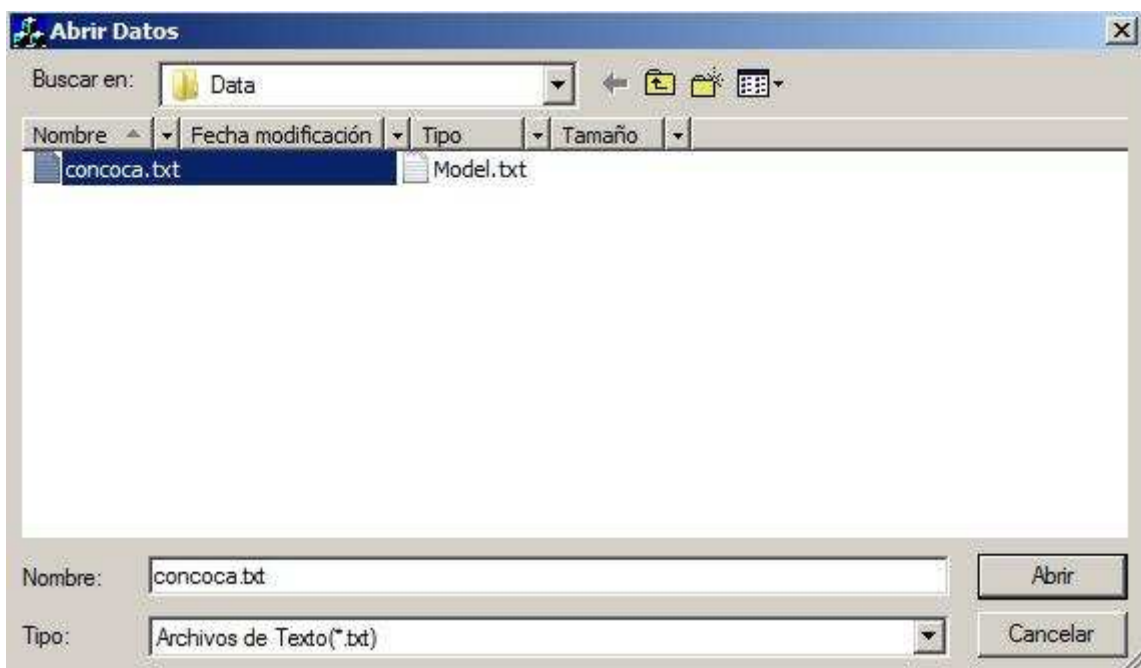 Abrir Datos
Buscar en: Data
Nombre Fecha modificación Tipo Tamaño
concoca.txt Model.txt
Nombre: concoca.txt Abrir
Tipo: Archivos de Texto(*.txt) Cancelar